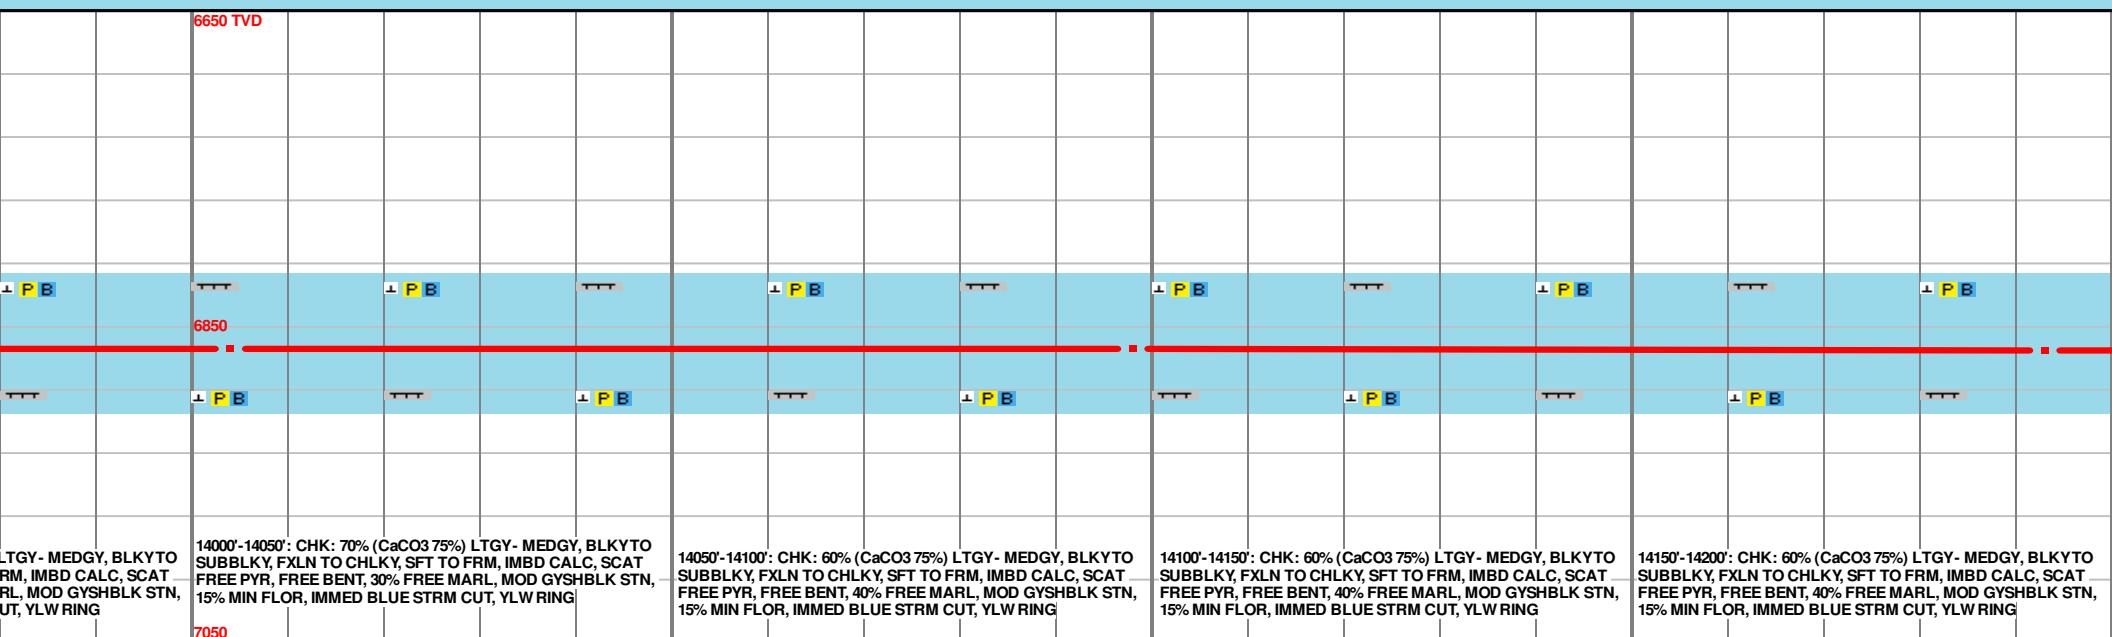 6650 TVD
⊥ P B
⊥ P B
⊥ P B
⊥ P B
⊥ P B
⊥ P B
6850
⊥ P B
⊥ P B
⊥ P B
⊥ P B
⊥ P B
LTGY- MEDGY, BLKYTO
RM, IMBD CALC, SCAT
RL, MOD GYSHBLK STN,
UT, YLW RING
14000'-14050': CHK: 70% (CaCO3 75%) LTGY- MEDGY, BLKYTO
SUBBLKY, FXLN TO CHLKY, SFT TO FRM, IMBD CALC, SCAT
FREE PYR, FREE BENT, 30% FREE MARL, MOD GYSHBLK STN,
15% MIN FLOR, IMMED BLUE STRM CUT, YLW RING
14050'-14100': CHK: 60% (CaCO3 75%) LTGY- MEDGY, BLKYTO
SUBBLKY, FXLN TO CHLKY, SFT TO FRM, IMBD CALC, SCAT
FREE PYR, FREE BENT, 40% FREE MARL, MOD GYSHBLK STN,
15% MIN FLOR, IMMED BLUE STRM CUT, YLW RING
14100'-14150': CHK: 60% (CaCO3 75%) LTGY- MEDGY, BLKYTO
SUBBLKY, FXLN TO CHLKY, SFT TO FRM, IMBD CALC, SCAT
FREE PYR, FREE BENT, 40% FREE MARL, MOD GYSHBLK STN,
15% MIN FLOR, IMMED BLUE STRM CUT, YLW RING
14150'-14200': CHK: 60% (CaCO3 75%) LTGY- MEDGY, BLKYTO
SUBBLKY, FXLN TO CHLKY, SFT TO FRM, IMBD CALC, SCAT
FREE PYR, FREE BENT, 40% FREE MARL, MOD GYSHBLK STN,
15% MIN FLOR, IMMED BLUE STRM CUT, YLW RING
7050